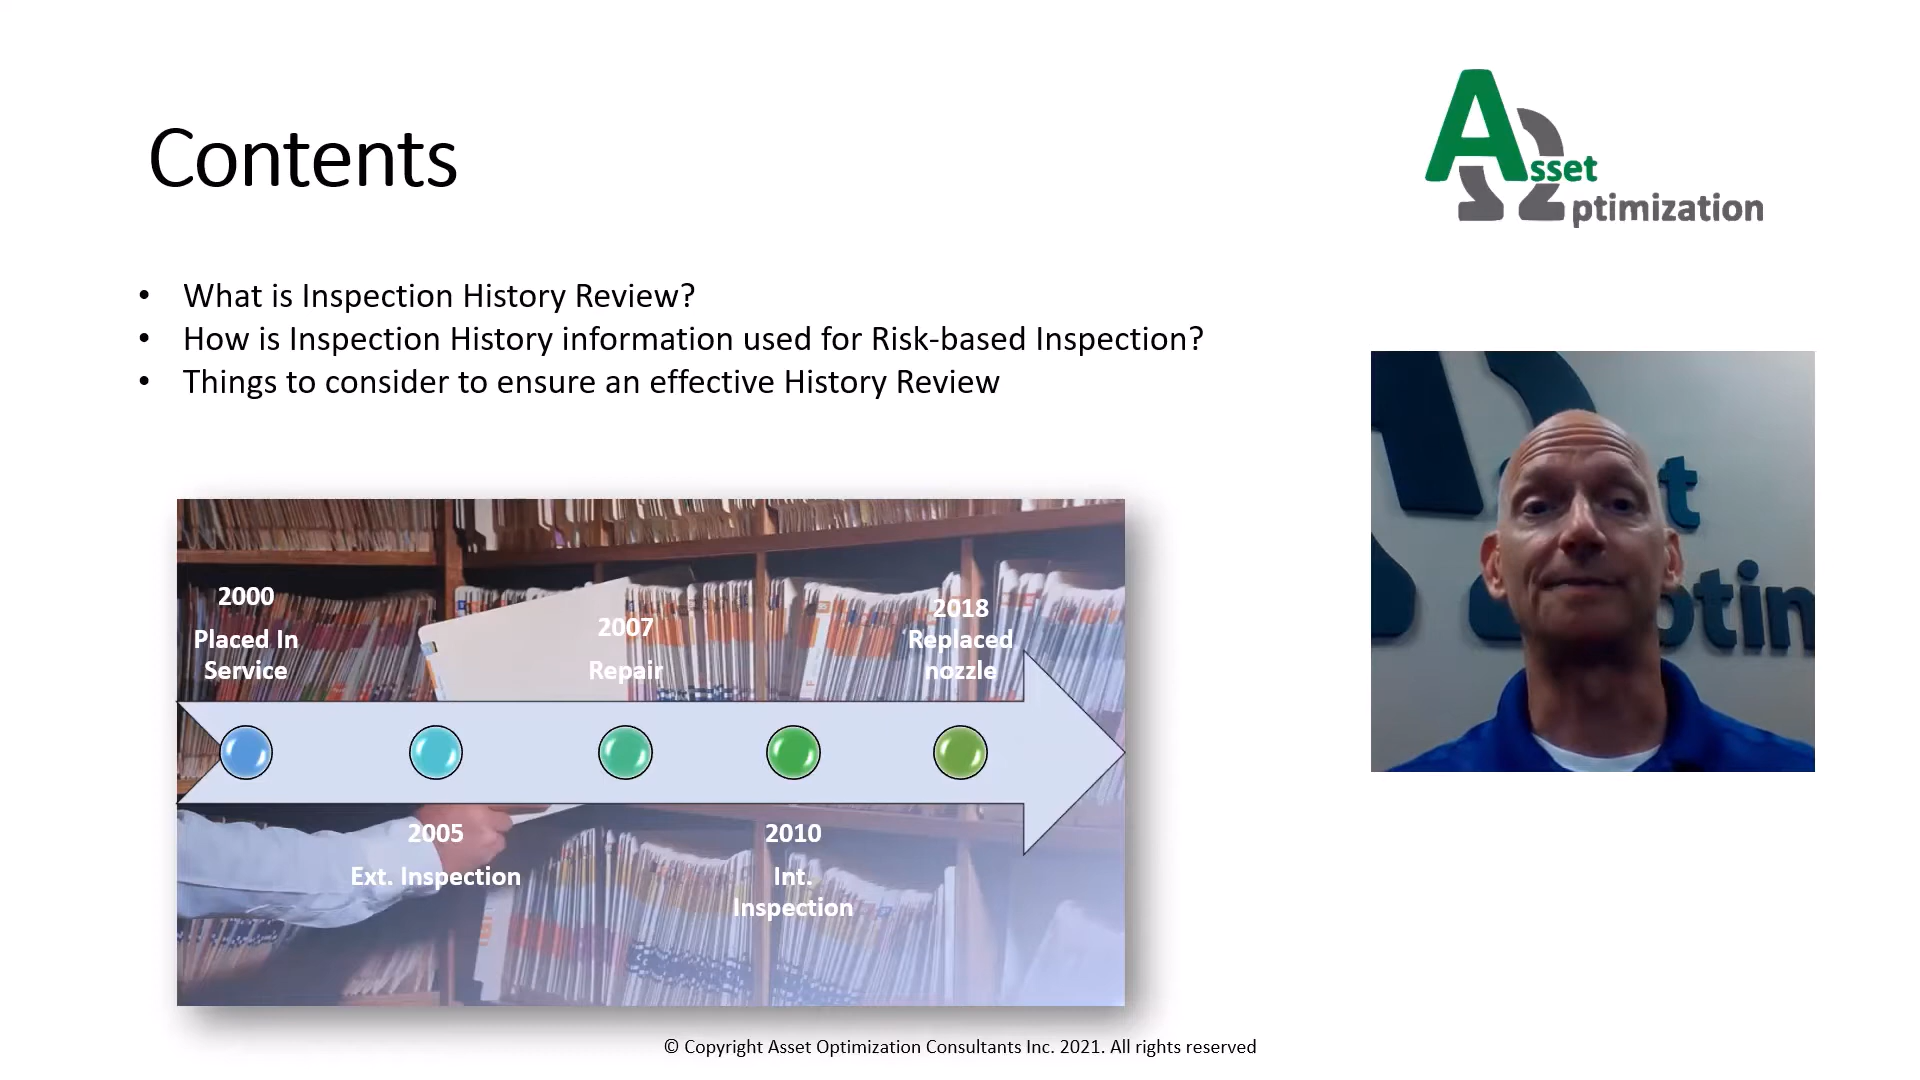 Contents
Asset
Optimization
• What is Inspection History Review?
• How is Inspection History information used for Risk-based Inspection?
• Things to consider to ensure an effective History Review
2000
Placed In
Service
2007
Repair
2018
Replaced
nozzle
2005
Ext. Inspection
2010
Int.
Inspection
© Copyright Asset Optimization Consultants Inc. 2021. All rights reserved